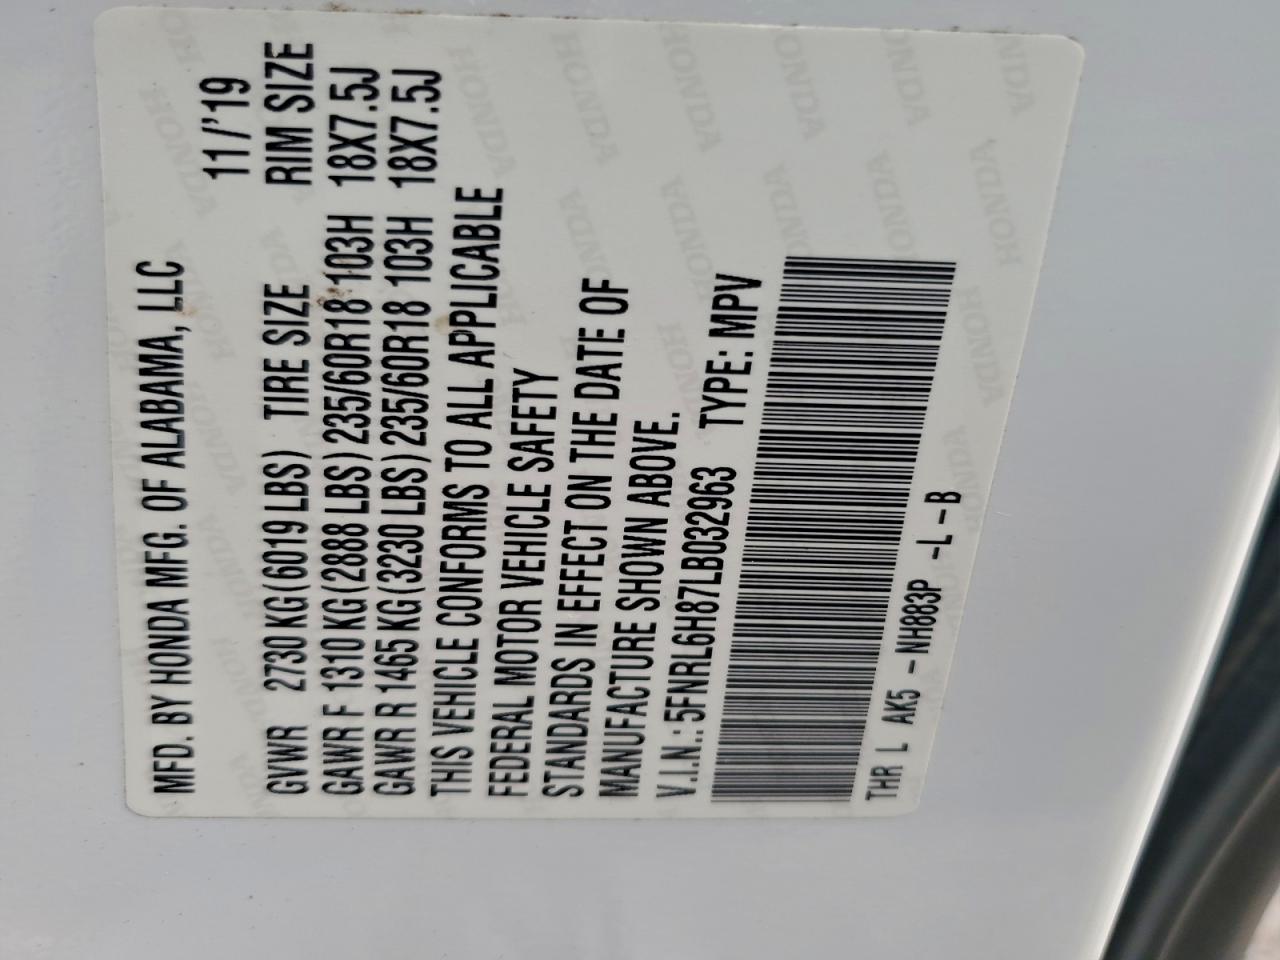 MFD. BY HONDA MFG. OF ALABAMA, LLC 11/'19
GVWR 2730 KG(6019 LBS) TIRE SIZE RIM SIZE
GAWR F 1310 KG(2888 LBS) 235/60R18 103H 18X7.5J
GAWR R 1465 KG(3230 LBS) 235/60R18 103H 18X7.5J
THIS VEHICLE CONFORMS TO ALL APPLICABLE
FEDERAL MOTOR VEHICLE SAFETY
STANDARDS IN EFFECT ON THE DATE OF
MANUFACTURE SHOWN ABOVE.
V.I.N.: 5FNRL6H87LB032963 TYPE: MPV
THR L AK5 - NH883P -L-B